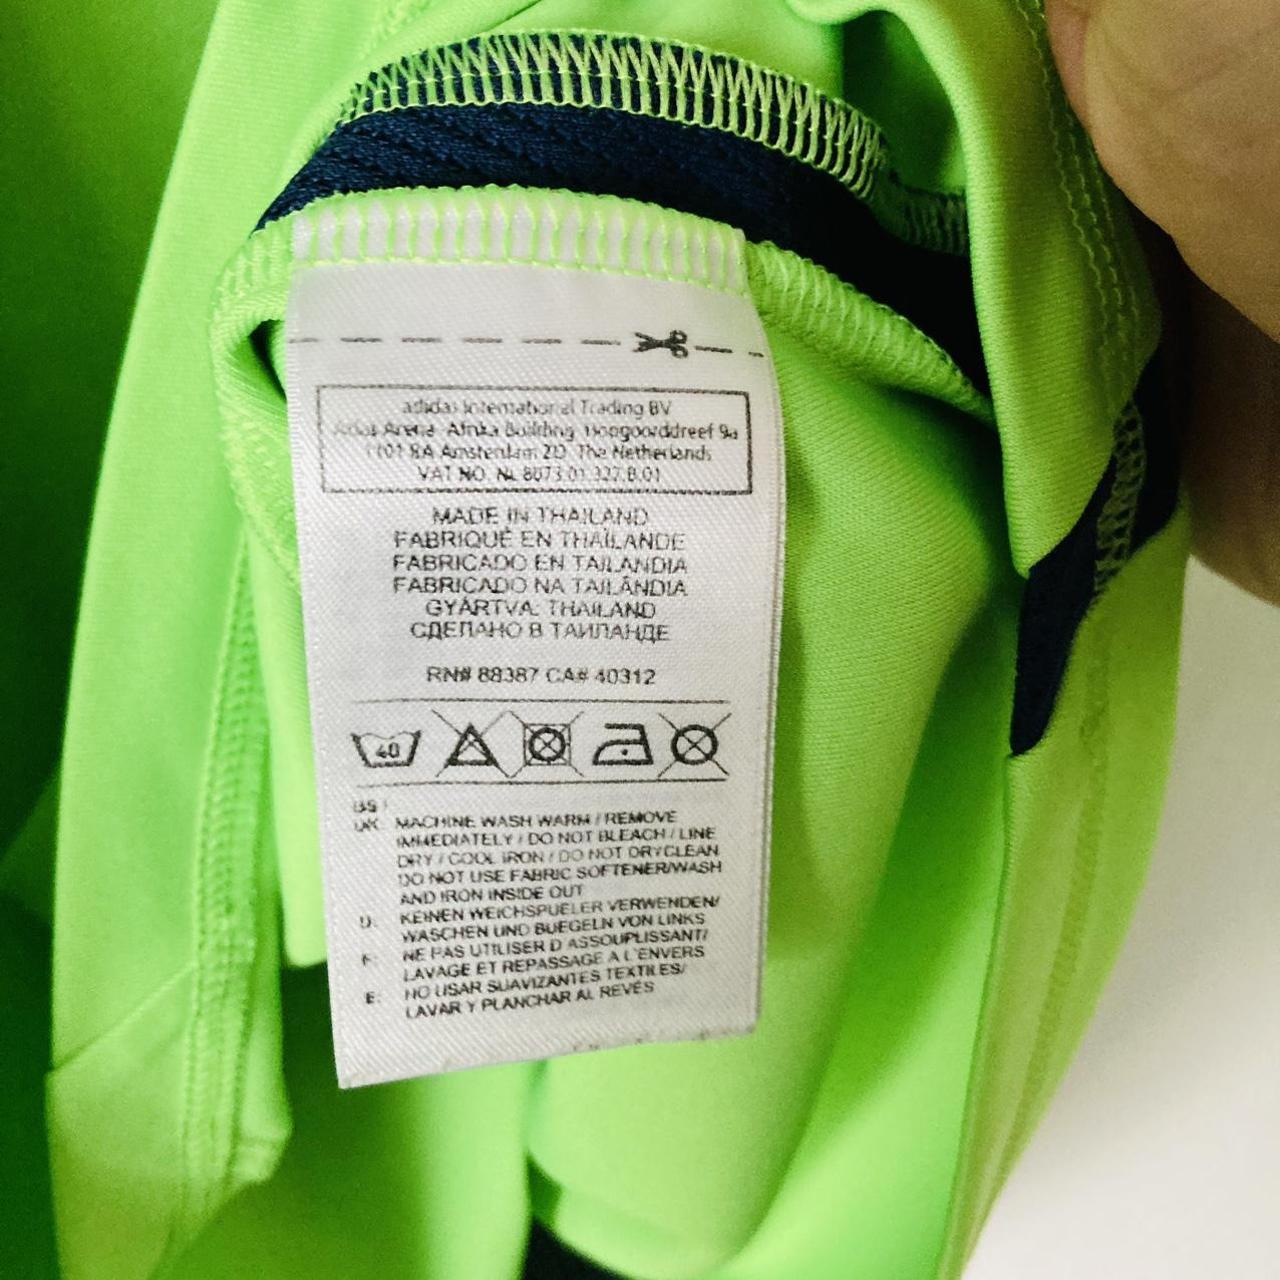 adidas International Trading BV
Adidas Arena Afrika Building, Hoogoorddreef 9a
1101 BA Amsterdam ZO The Netherlands
VAT NO. NL 8073.01.327.B.01
MADE IN THAILAND
FABRIQUÉ EN THAÏLANDE
FABRICADO EN TAILANDIA
FABRICADO NA TAILÂNDIA
GYÁRTVA: THAILAND
СДЕЛАНО В ТАИЛАНДЕ
RN# 88387 CA# 40312
40
US /
UK: MACHINE WASH WARM / REMOVE
IMMEDIATELY / DO NOT BLEACH / LINE
DRY / COOL IRON / DO NOT DRYCLEAN
DO NOT USE FABRIC SOFTENER/WASH
AND IRON INSIDE OUT
D: KEINEN WEICHSPUELER VERWENDEN/
WASCHEN UND BUEGELN VON LINKS
F: NE PAS UTILISER D ASSOUPLISSANT/
LAVAGE ET REPASSAGE A L'ENVERS
E: NO USAR SUAVIZANTES TEXTILES/
LAVAR Y PLANCHAR AL REVÉS